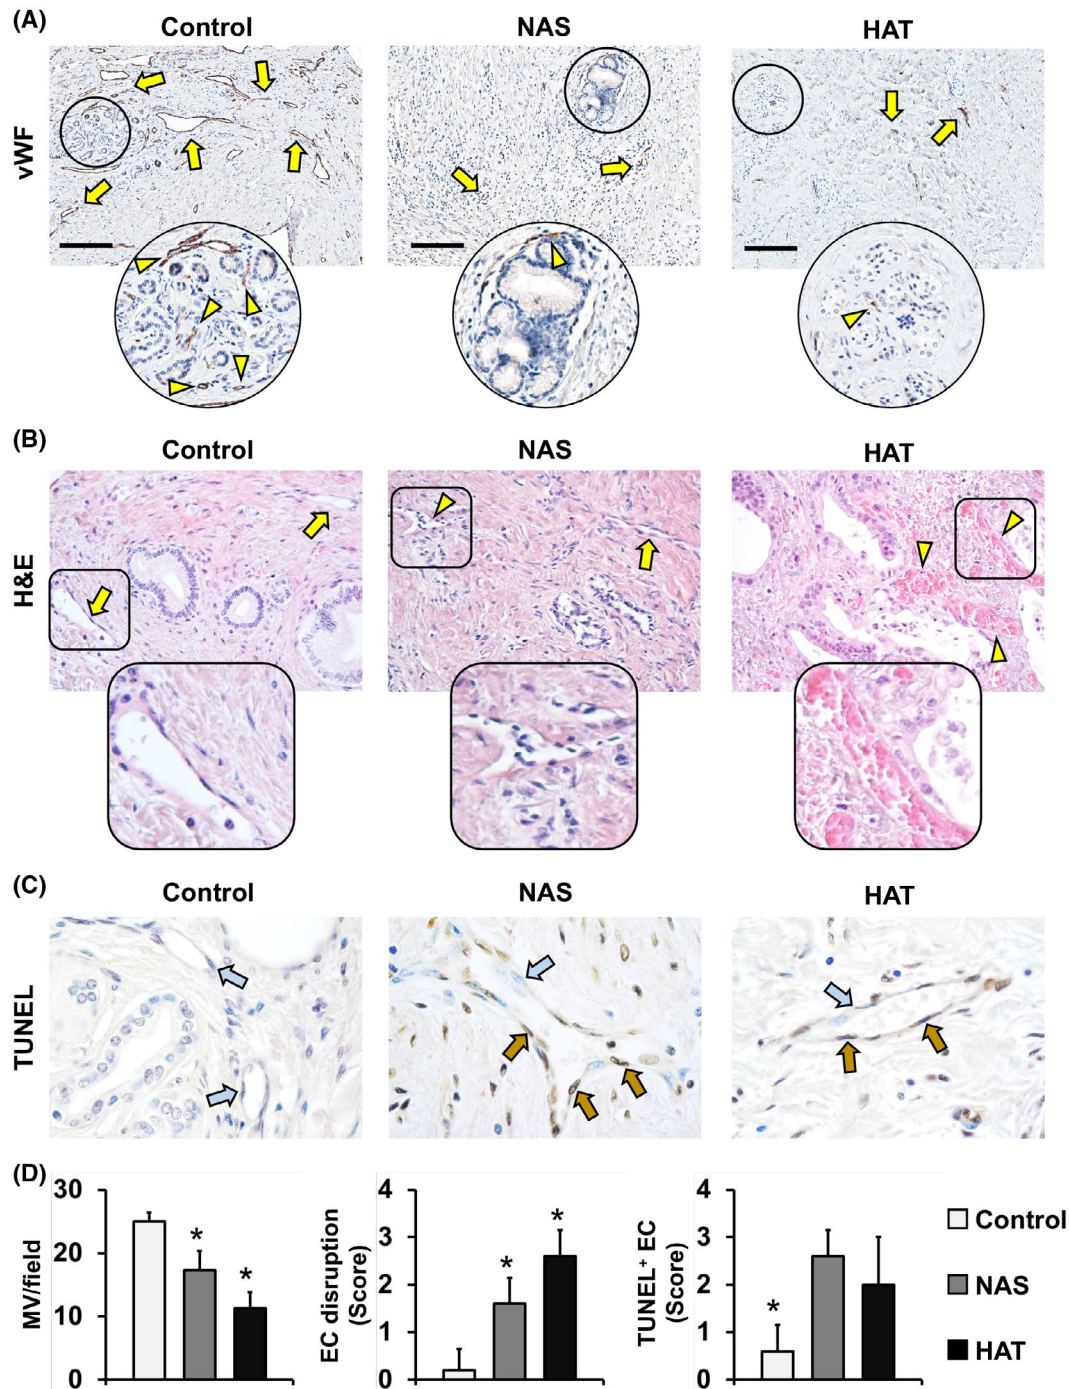 (A)
Control NAS HAT
vWF
(B)
Control NAS HAT
H&E
(C)
Control NAS HAT
TUNEL
(D)
MV/field
30
20
10
0
* *
EC disruption
(Score)
4
3
2
1
0
* *
TUNEL⁺ EC
(Score)
4
3
2
1
0
*
Control
NAS
HAT